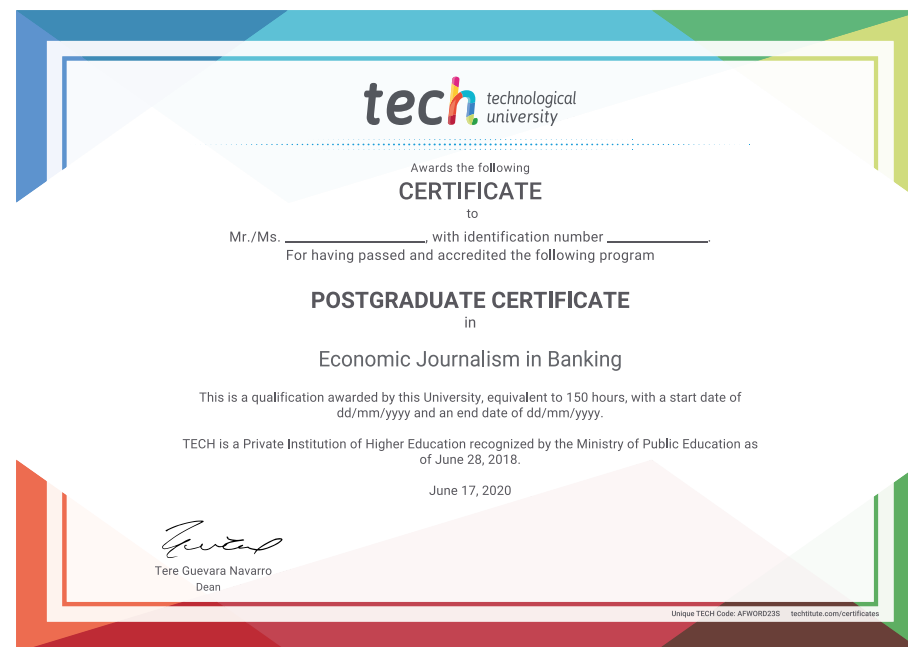 tech technological
university
Awards the following
CERTIFICATE
to
Mr./Ms. ____________________, with identification number ______________.
For having passed and accredited the following program
POSTGRADUATE CERTIFICATE
in
Economic Journalism in Banking
This is a qualification awarded by this University, equivalent to 150 hours, with a start date of
dd/mm/yyyy and an end date of dd/mm/yyyy.
TECH is a Private Institution of Higher Education recognized by the Ministry of Public Education as
of June 28, 2018.
June 17, 2020
Tere Guevara Navarro
Dean
Unique TECH Code: AFWORD23S techtitute.com/certificates